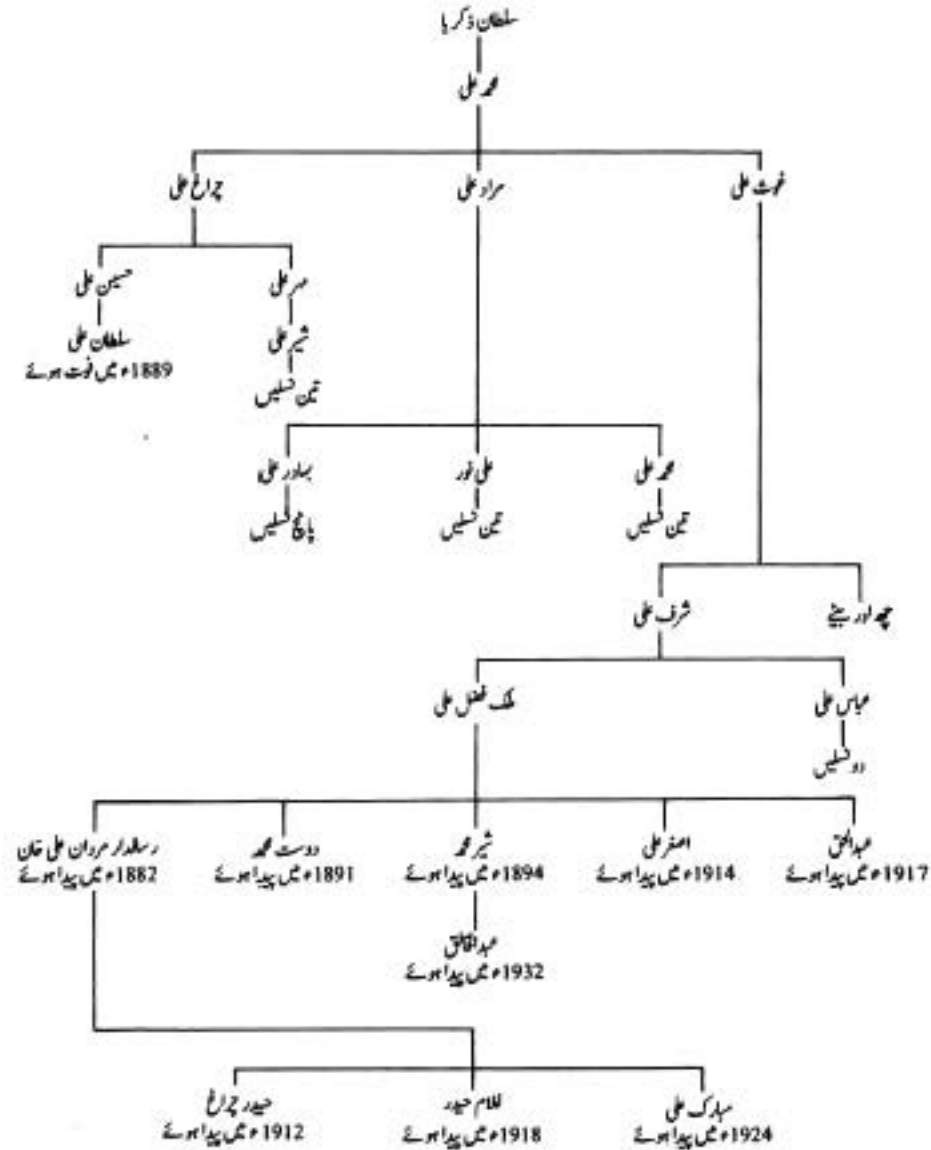 سلطان ذکریا
محمد علی
غوث علی
مراد علی
چراغ علی
مہر علی
حسین علی
شیر علی
سلطان علی
1889ء میں فوت ہوئے
تین نسلیں
محمد علی
علی نور
بہادر علی
تین نسلیں
تین نسلیں
پانچ نسلیں
چھ اور بیٹے
شرف علی
عباس علی
ملک فضل علی
دو نسلیں
عبدالحق
1917ء میں پیدا ہوئے
اصغر علی
1914ء میں پیدا ہوئے
شیر محمد
1894ء میں پیدا ہوئے
دوست محمد
1891ء میں پیدا ہوئے
رسالدار مردان علی خان
1882ء میں پیدا ہوئے
عبدالخالق
1932ء میں پیدا ہوئے
مبارک علی
1924ء میں پیدا ہوئے
غلام حیدر
1918ء میں پیدا ہوئے
حیدر چراغ
1912ء میں پیدا ہوئے